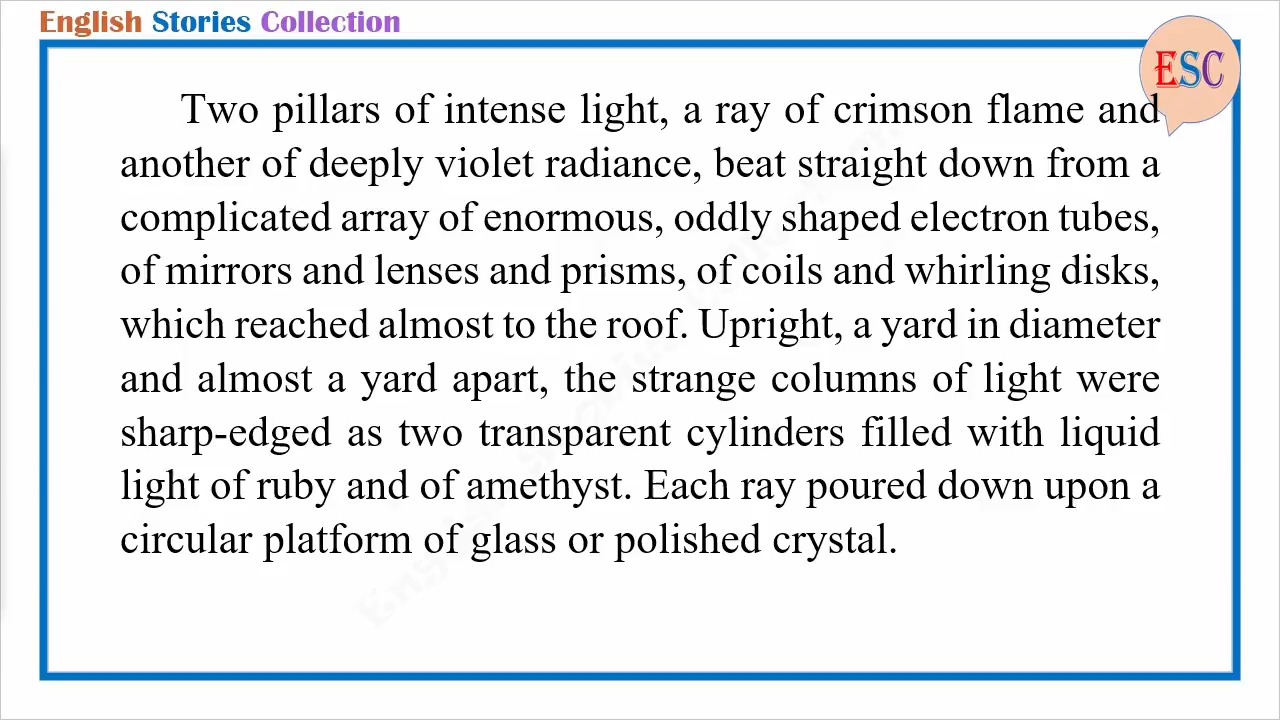 English Stories Collection
ESC
Two pillars of intense light, a ray of crimson flame and
another of deeply violet radiance, beat straight down from a
complicated array of enormous, oddly shaped electron tubes,
of mirrors and lenses and prisms, of coils and whirling disks,
which reached almost to the roof. Upright, a yard in diameter
and almost a yard apart, the strange columns of light were
sharp-edged as two transparent cylinders filled with liquid
light of ruby and of amethyst. Each ray poured down upon a
circular platform of glass or polished crystal.